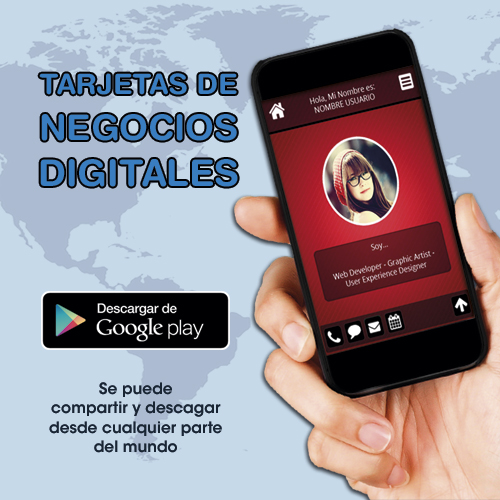 TARJETAS DE
NEGOCIOS
DIGITALES
Hola, Mi Nombre es:
NOMBRE USUARIO
Soy...
Web Developer - Graphic Artist -
User Experience Designer
Descargar de
Google play
Se puede
compartir y descagar
desde cualquier parte
del mundo